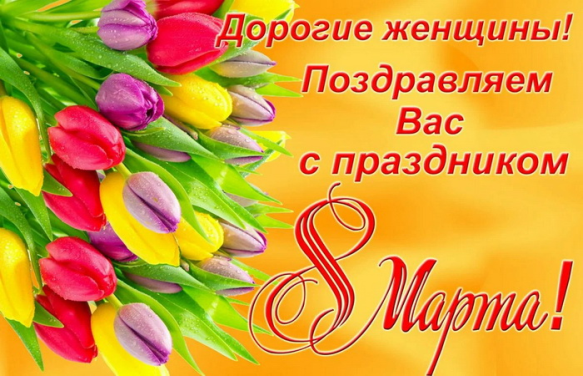 Дорогие женщины!
Поздравляем
Вас
с праздником
8 Марта!